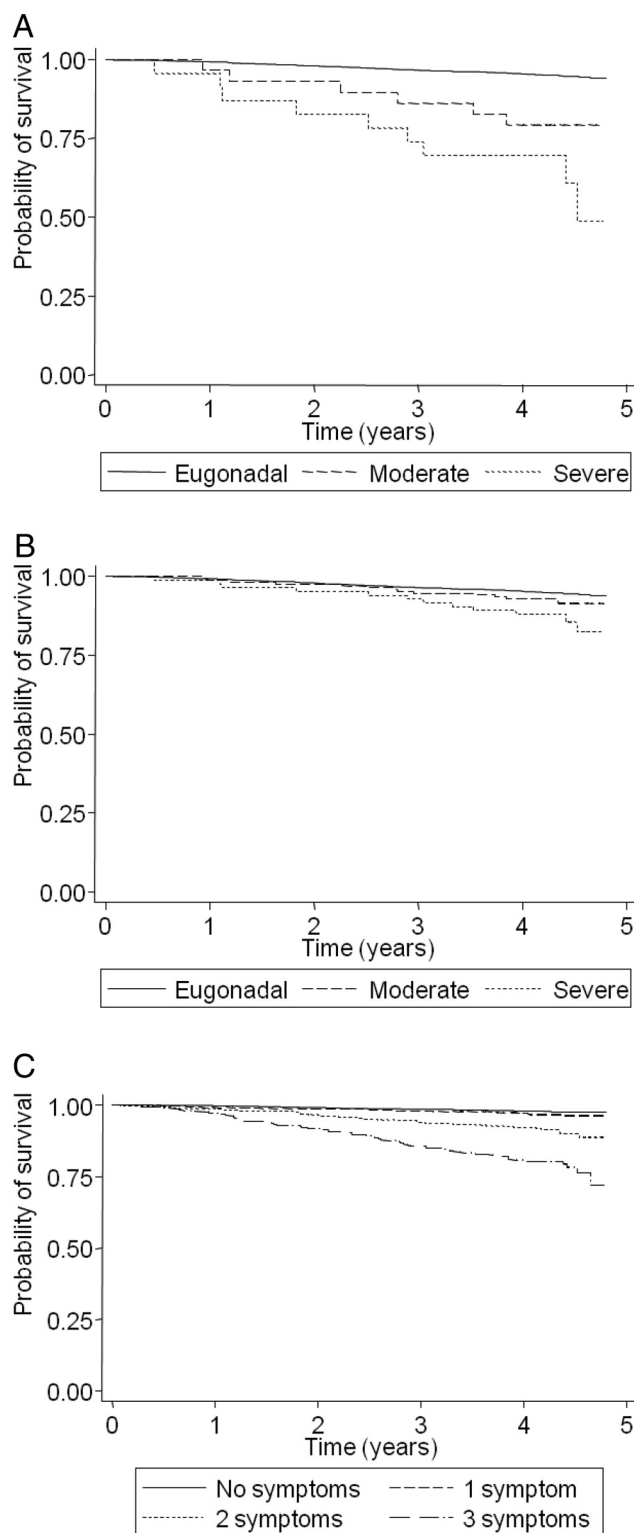 A
Probability of survival
1.00
0.75
0.50
0.25
0.00
0 1 2 3 4 5
Time (years)
Eugonadal Moderate Severe
B
Probability of survival
1.00
0.75
0.50
0.25
0.00
0 1 2 3 4 5
Time (years)
Eugonadal Moderate Severe
C
Probability of survival
1.00
0.75
0.50
0.25
0.00
0 1 2 3 4 5
Time (years)
No symptoms 1 symptom
2 symptoms 3 symptoms